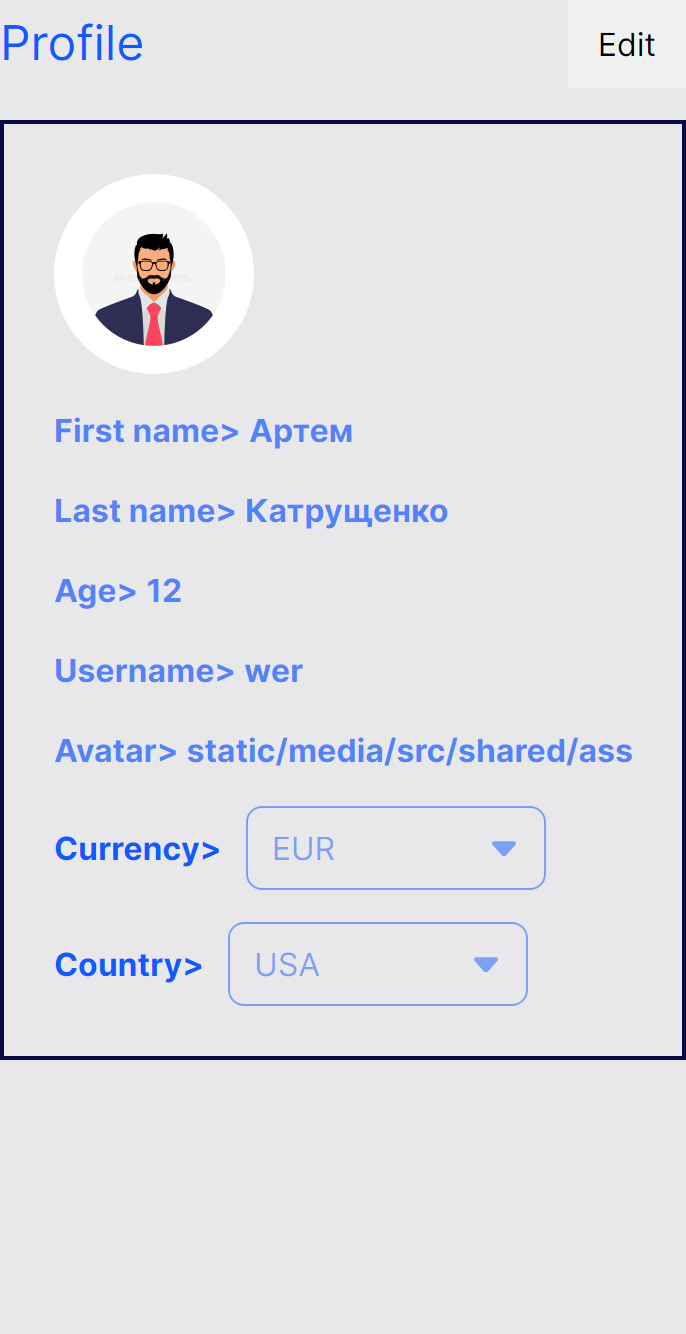 Profile
Edit
First name> Артем
Last name> Катрущенко
Age> 12
Username> wer
Avatar> static/media/src/shared/ass
Currency> EUR
Country> USA